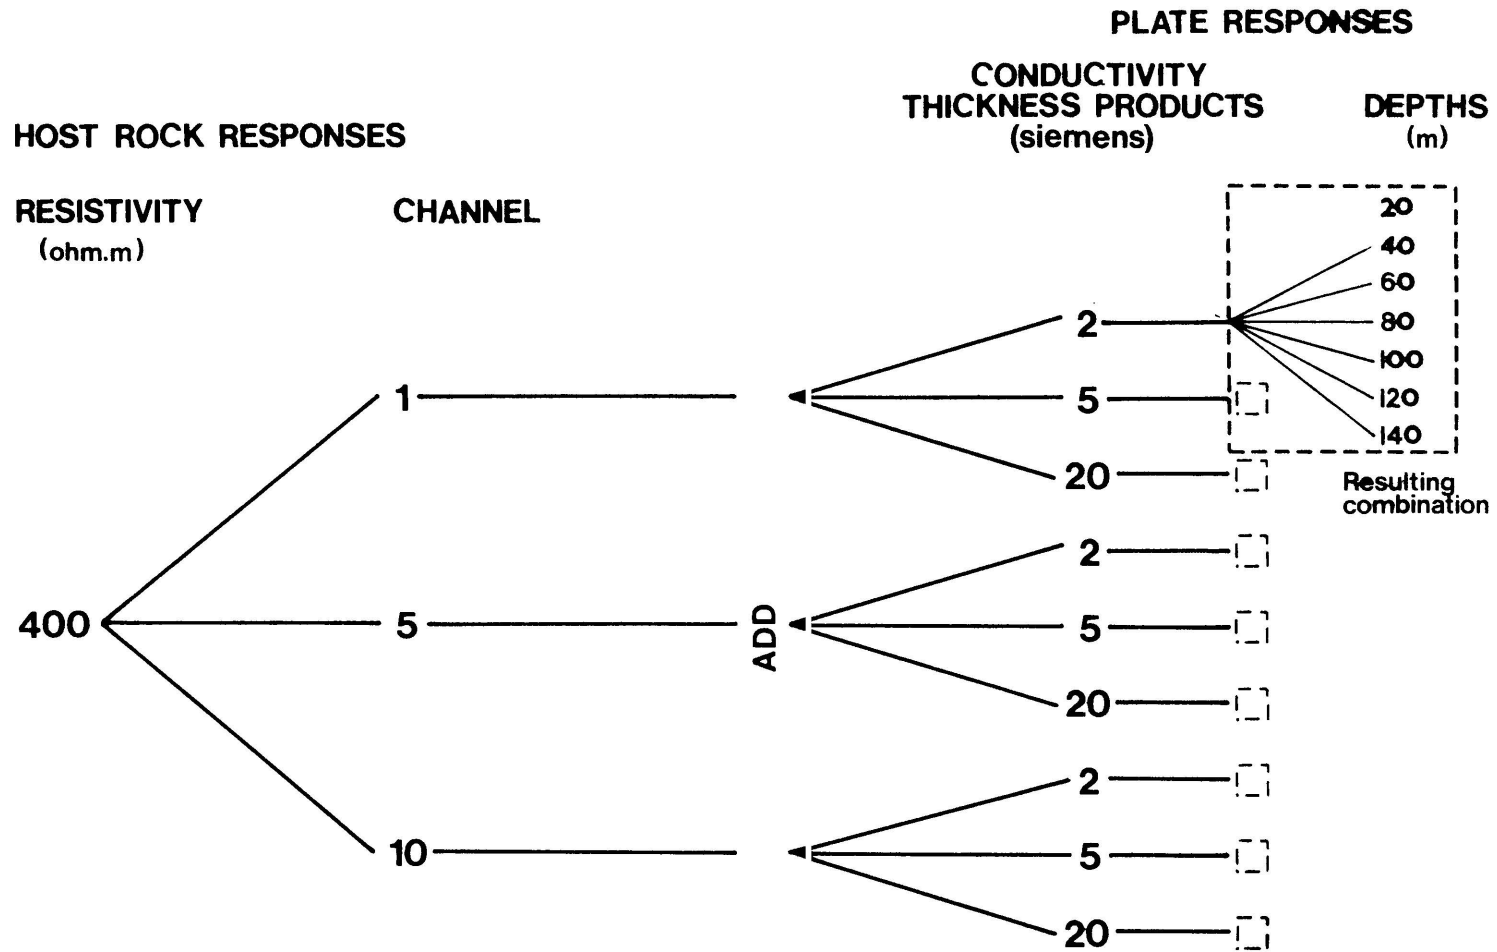 PLATE RESPONSES
CONDUCTIVITY
THICKNESS PRODUCTS
(siemens)
DEPTHS
(m)
HOST ROCK RESPONSES
RESISTIVITY
(ohm.m)
CHANNEL
20
40
60
80
100
120
140
Resulting
combination
400
1
5
10
ADD
2
5
20
2
5
20
2
5
20